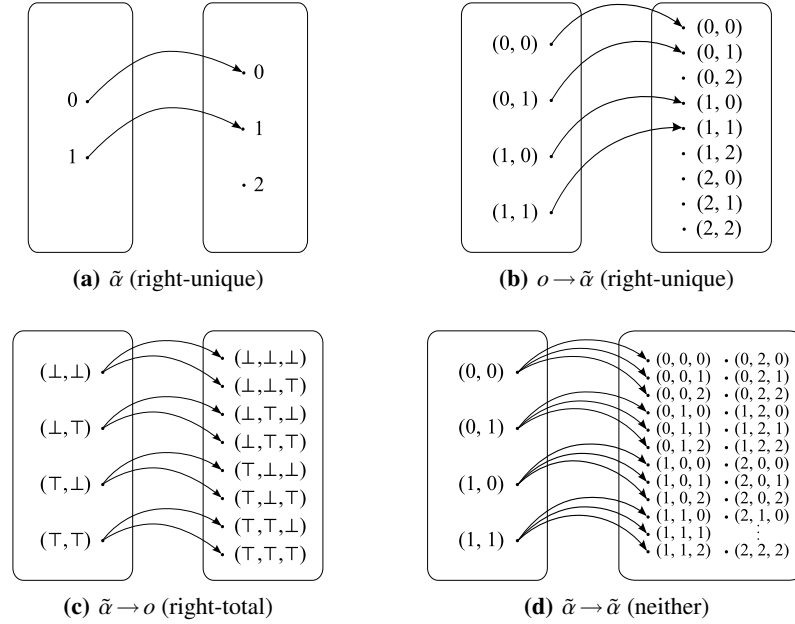 0
1
0
1
2
(a) α̃ (right-unique)
(0, 0)
(0, 1)
(1, 0)
(1, 1)
(0, 0)
(0, 1)
(0, 2)
(1, 0)
(1, 1)
(1, 2)
(2, 0)
(2, 1)
(2, 2)
(b) o → α̃ (right-unique)
(⊥,⊥)
(⊥,⊤)
(⊤,⊥)
(⊤,⊤)
(⊥,⊥,⊥)
(⊥,⊥,⊤)
(⊥,⊤,⊥)
(⊥,⊤,⊤)
(⊤,⊥,⊥)
(⊤,⊥,⊤)
(⊤,⊤,⊥)
(⊤,⊤,⊤)
(c) α̃ → o (right-total)
(0, 0)
(0, 1)
(1, 0)
(1, 1)
(0, 0, 0) (0, 2, 0)
(0, 0, 1) (0, 2, 1)
(0, 0, 2) (0, 2, 2)
(0, 1, 0) (1, 2, 0)
(0, 1, 1) (1, 2, 1)
(0, 1, 2) (1, 2, 2)
(1, 0, 0) (2, 0, 0)
(1, 0, 1) (2, 0, 1)
(1, 0, 2) (2, 0, 2)
(1, 1, 0) (2, 1, 0)
(1, 1, 1) ⋮
(1, 1, 2) (2, 2, 2)
(d) α̃ → α̃ (neither)